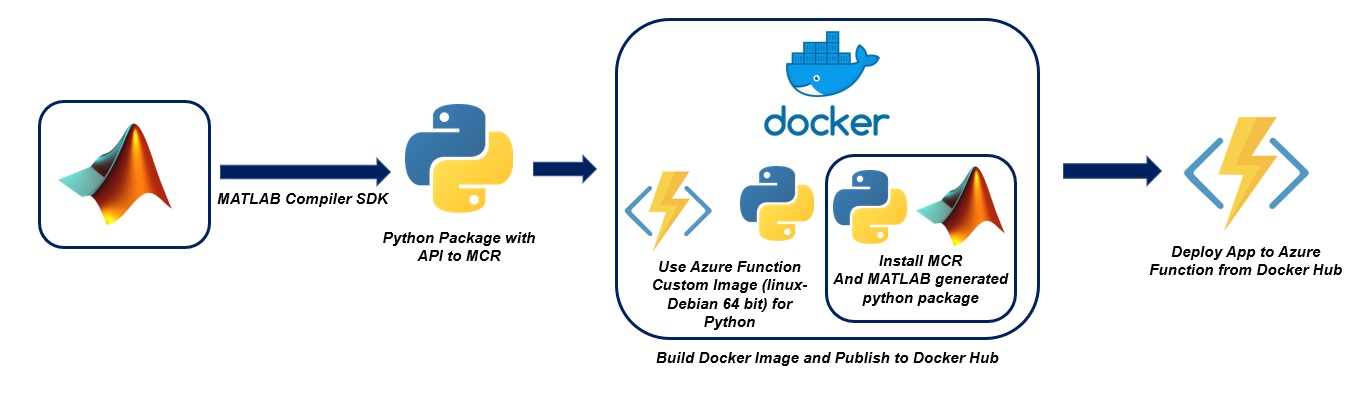 MATLAB Compiler SDK
Python Package with
API to MCR
docker
Use Azure Function
Custom Image (linux-
Debian 64 bit) for
Python
Install MCR
And MATLAB generated
python package
Build Docker Image and Publish to Docker Hub
Deploy App to Azure
Function from Docker Hub